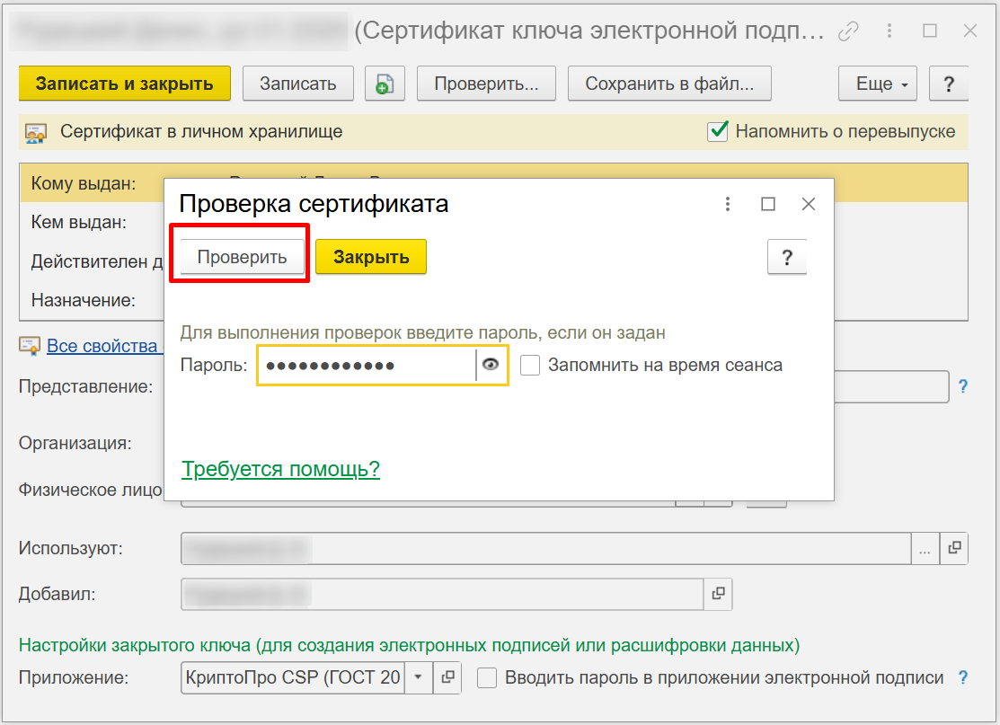 (Сертификат ключа электронной подп...
Записать и закрыть
Записать
Проверить...
Сохранить в файл...
Еще
?
Сертификат в личном хранилище
Напомнить о перевыпуске
Кому выдан:
Кем выдан:
Действителен д
Назначение:
Проверка сертификата
Проверить
Закрыть
?
Для выполнения проверок введите пароль, если он задан
Пароль: ●●●●●●●●●●●●
Запомнить на время сеанса
Требуется помощь?
Все свойства
Представление:
?
Организация:
Физическое лицо
Используют:
...
Добавил:
Настройки закрытого ключа (для создания электронных подписей или расшифровки данных)
Приложение: КриптоПро CSP (ГОСТ 20
Вводить пароль в приложении электронной подписи ?